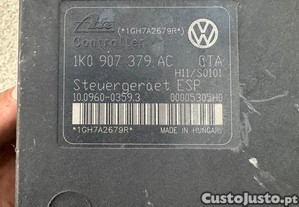 Ate
*1GH7A2679R*
Controller
1K0 907 379 AC QTA
H11/S0101
Steuergeraet ESP
10.0960-0359.3 00005305H0
*1GH7A2679R*
MADE IN HUNGARY
CustoJusto.pt